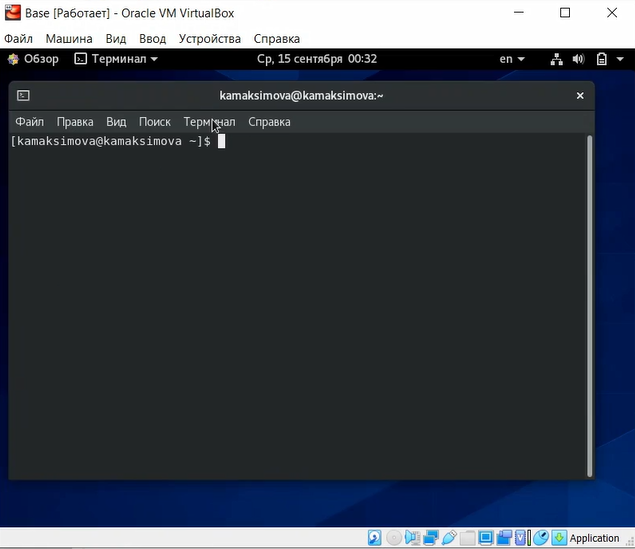 Base [Работает] - Oracle VM VirtualBox
Файл Машина Вид Ввод Устройства Справка
Обзор Терминал Ср, 15 сентября 00:32 en
kamaksimova@kamaksimova:~
Файл Правка Вид Поиск Терминал Справка
[kamaksimova@kamaksimova ~]$
Application